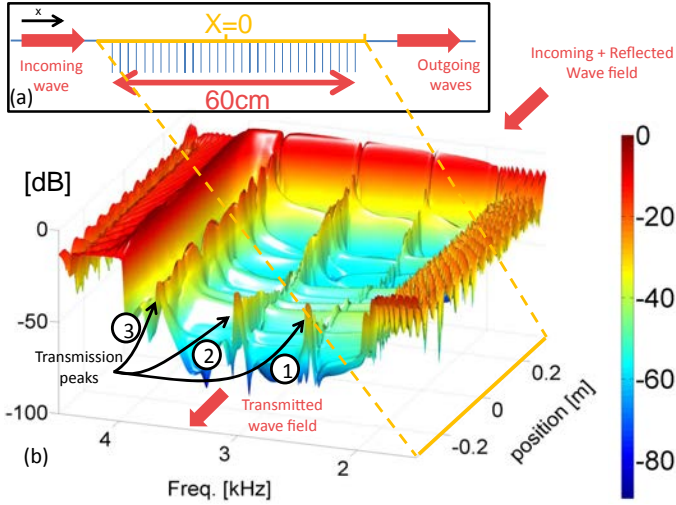 x
X=0
Incoming
wave
Outgoing
waves
60cm
(a)
Incoming + Reflected
Wave field
[dB]
0
-50
-100
3
2
1
Transmission
peaks
Transmitted
wave field
(b)
4
3
2
Freq. [kHz]
-0.2
0
0.2
position [m]
0
-20
-40
-60
-80